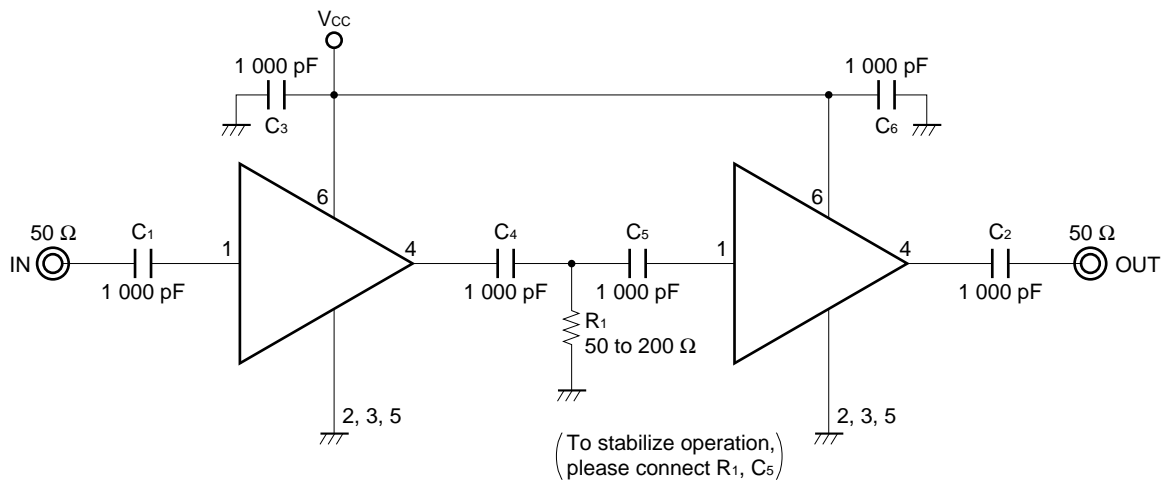 VCC
1 000 pF
C3
1 000 pF
C6
6
6
50 Ω
IN
C1
1 000 pF
1
4
C4
1 000 pF
C5
1 000 pF
1
4
C2
1 000 pF
50 Ω
OUT
R1
50 to 200 Ω
2, 3, 5
2, 3, 5
(To stabilize operation,
please connect R1, C5)